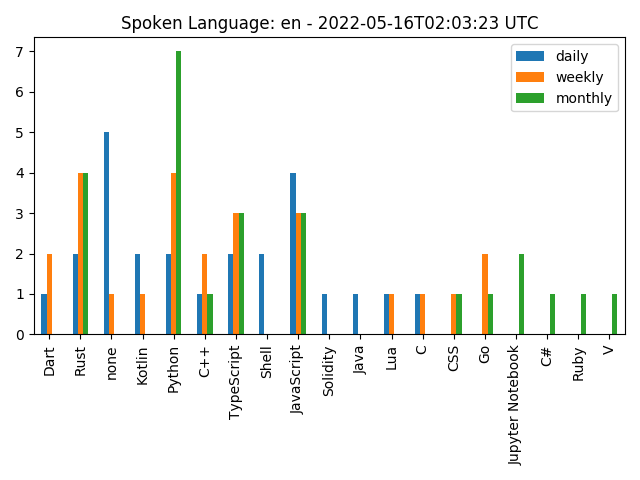 Spoken Language: en - 2022-05-16T02:03:23 UTC
7
6
5
4
3
2
1
0
daily
weekly
monthly
Dart
Rust
none
Kotlin
Python
C++
TypeScript
Shell
JavaScript
Solidity
Java
Lua
C
CSS
Go
Jupyter Notebook
C#
Ruby
V